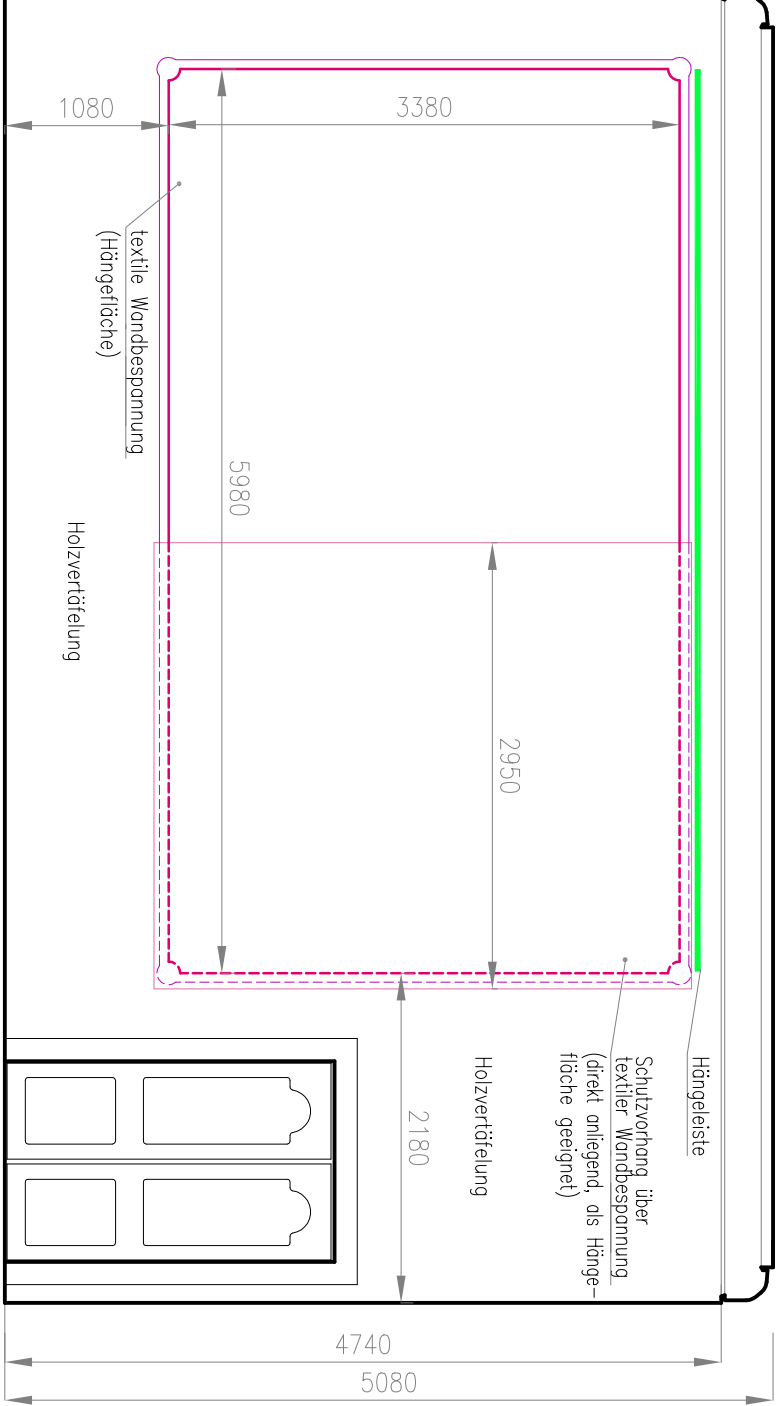 1080
3380
textile Wandbespannung
(Hängefläche)
5980
Holzvertäfelung
2950
Hängeleiste
Schutzvorhang über
textiler Wandbespannung
(direkt anliegend, als Hänge-
fläche geeignet)
Holzvertäfelung
2180
4740
5080